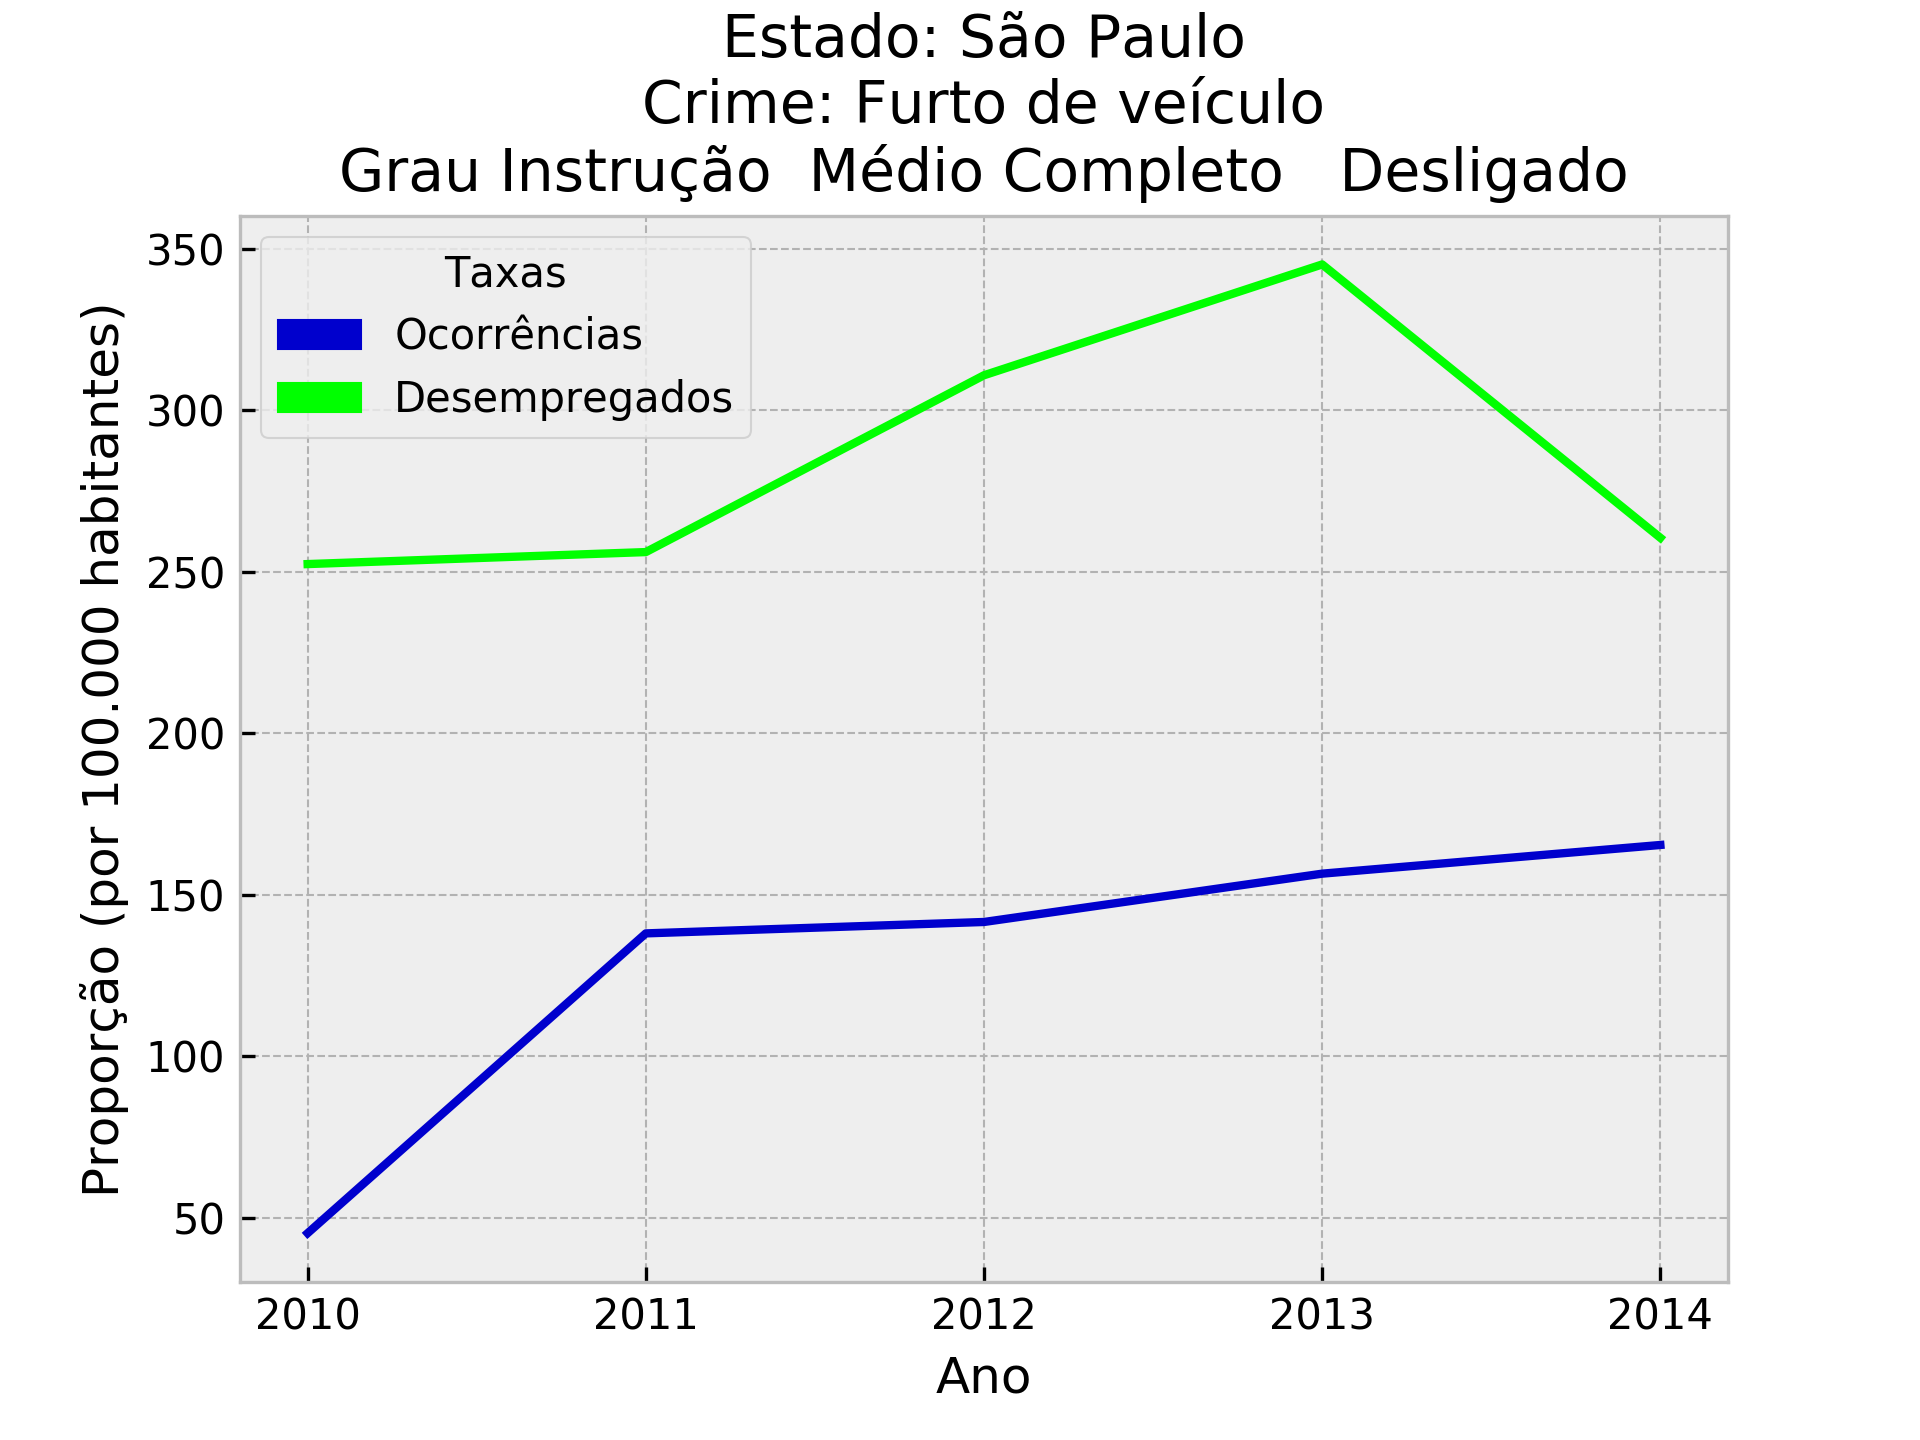 Estado: São Paulo
Crime: Furto de veículo
Grau Instrução  Médio Completo   Desligado
Proporção (por 100.000 habitantes)
350
300
250
200
150
100
50
Taxas
Ocorrências
Desempregados
2010 2011 2012 2013 2014
Ano